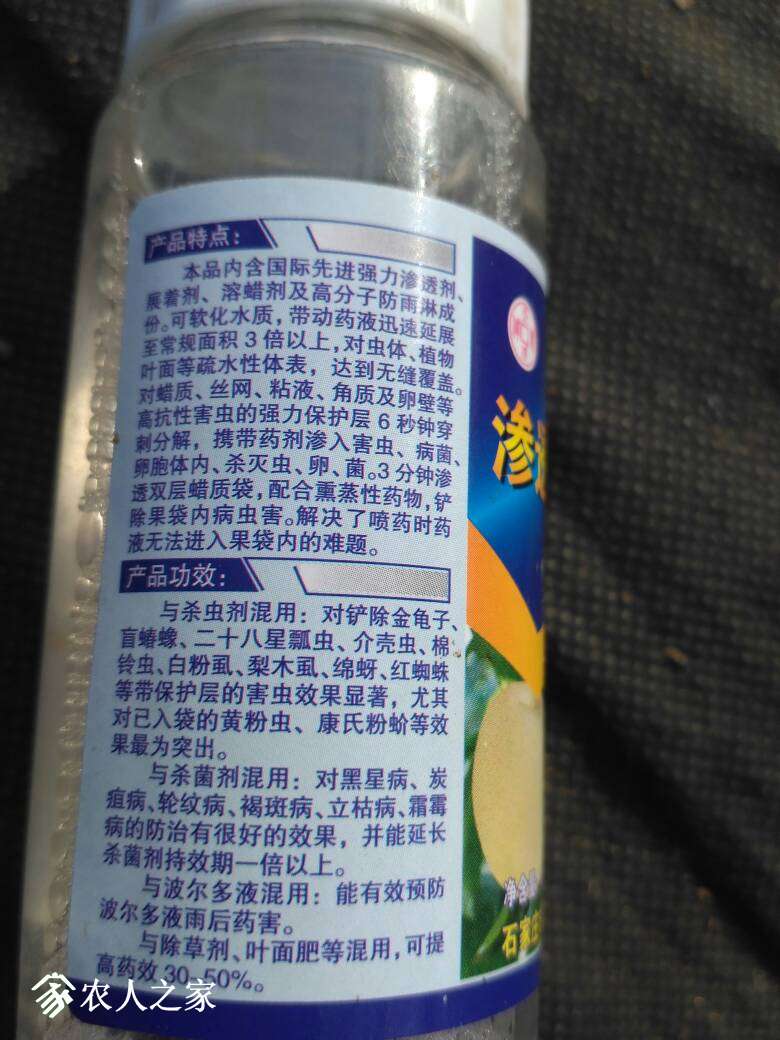 产品特点：
本品内含国际先进强力渗透剂、
展着剂、溶蜡剂及高分子防雨淋成
份。可软化水质，带动药液迅速延展
至常规面积3倍以上，对虫体、植物
叶面等疏水性体表，达到无缝覆盖。
对蜡质、丝网、粘液、角质及卵壁等
高抗性害虫的强力保护层6秒钟穿
刺分解，携带药剂渗入害虫、病菌、
卵胞体内、杀灭虫、卵、菌。3分钟渗
透双层蜡质袋，配合熏蒸性药物，铲
除果袋内病虫害。解决了喷药时药
液无法进入果袋内的难题。
产品功效：
与杀虫剂混用：对铲除金龟子、
盲蝽蟓、二十八星瓢虫、介壳虫、棉
铃虫、白粉虱、梨木虱、绵蚜、红蜘蛛
等带保护层的害虫效果显著，尤其
对已入袋的黄粉虫、康氏粉蚧等效
果最为突出。
与杀菌剂混用：对黑星病、炭
疽病、轮纹病、褐斑病、立枯病、霜霉
病的防治有很好的效果，并能延长
杀菌剂持效期一倍以上。
与波尔多液混用：能有效预防
波尔多液雨后药害。
与除草剂、叶面肥等混用，可提
高药效30-50%。
渗
净含
石家庄
农人之家